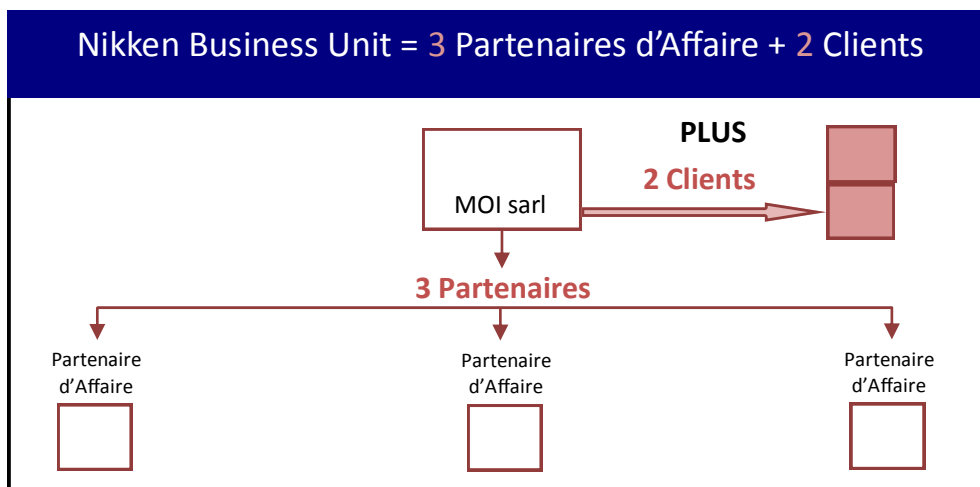 Nikken Business Unit = 3 Partenaires d’Affaire + 2 Clients
PLUS
2 Clients
MOI sarl
3 Partenaires
Partenaire
d’Affaire
Partenaire
d’Affaire
Partenaire
d’Affaire